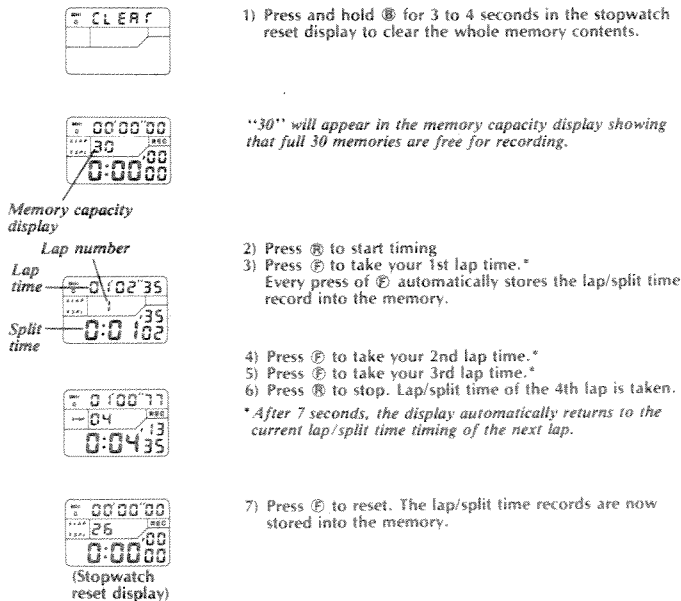 CLEAR
1) Press and hold Ⓑ for 3 to 4 seconds in the stopwatch
reset display to clear the whole memory contents.
00'00"00
30
REC
0:00'00 00
"30" will appear in the memory capacity display showing
that full 30 memories are free for recording.
Memory capacity
display
Lap number
Lap
time
01'02"35
1
Split
time
0:01'02 35
2) Press Ⓡ to start timing
3) Press Ⓕ to take your 1st lap time.*
Every press of Ⓕ automatically stores the lap/split time
record into the memory.
4) Press Ⓕ to take your 2nd lap time.*
5) Press Ⓕ to take your 3rd lap time.*
6) Press Ⓡ to stop. Lap/split time of the 4th lap is taken.
*After 7 seconds, the display automatically returns to the
current lap/split time timing of the next lap.
01'00"77
04
REC
0:04'35 13
00'00"00
26
REC
0:00'00 00
(Stopwatch
reset display)
7) Press Ⓕ to reset. The lap/split time records are now
stored into the memory.